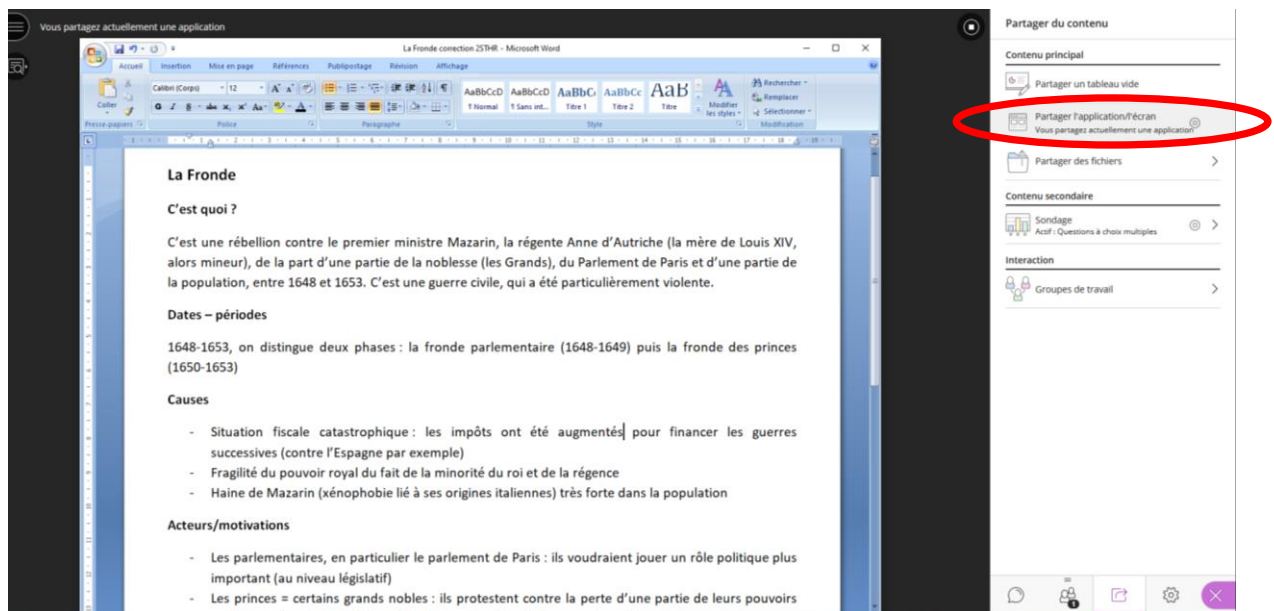 Vous partagez actuellement une application
La Fronde correction 2STHR - Microsoft Word
Accueil Insertion Mise en page Références Publipostage Révision Affichage
Coller
Calibri (Corps) 12
G I S abc x, x² Aa
AaBbCcD AaBbCcD AaBbC AaBbCc AaB
¶ Normal ¶ Sans int... Titre 1 Titre 2 Titre
Modifier les styles
Rechercher
Remplacer
Sélectionner
Presse-papiers Police Paragraphe Style Modification
La Fronde
C’est quoi ?
C’est une rébellion contre le premier ministre Mazarin, la régente Anne d’Autriche (la mère de Louis XIV,
alors mineur), de la part d’une partie de la noblesse (les Grands), du Parlement de Paris et d’une partie de
la population, entre 1648 et 1653. C’est une guerre civile, qui a été particulièrement violente.
Dates – périodes
1648-1653, on distingue deux phases : la fronde parlementaire (1648-1649) puis la fronde des princes
(1650-1653)
Causes
- Situation fiscale catastrophique : les impôts ont été augmentés pour financer les guerres
successives (contre l’Espagne par exemple)
- Fragilité du pouvoir royal du fait de la minorité du roi et de la régence
- Haine de Mazarin (xénophobie lié à ses origines italiennes) très forte dans la population
Acteurs/motivations
- Les parlementaires, en particulier le parlement de Paris : ils voudraient jouer un rôle politique plus
important (au niveau législatif)
- Les princes = certains grands nobles : ils protestent contre la perte d’une partie de leurs pouvoirs
Partager du contenu
Contenu principal
Partager un tableau vide
Partager l'application/l'écran
Vous partagez actuellement une application
Partager des fichiers
Contenu secondaire
Sondage
Actif : Questions à choix multiples
Interaction
Groupes de travail
1